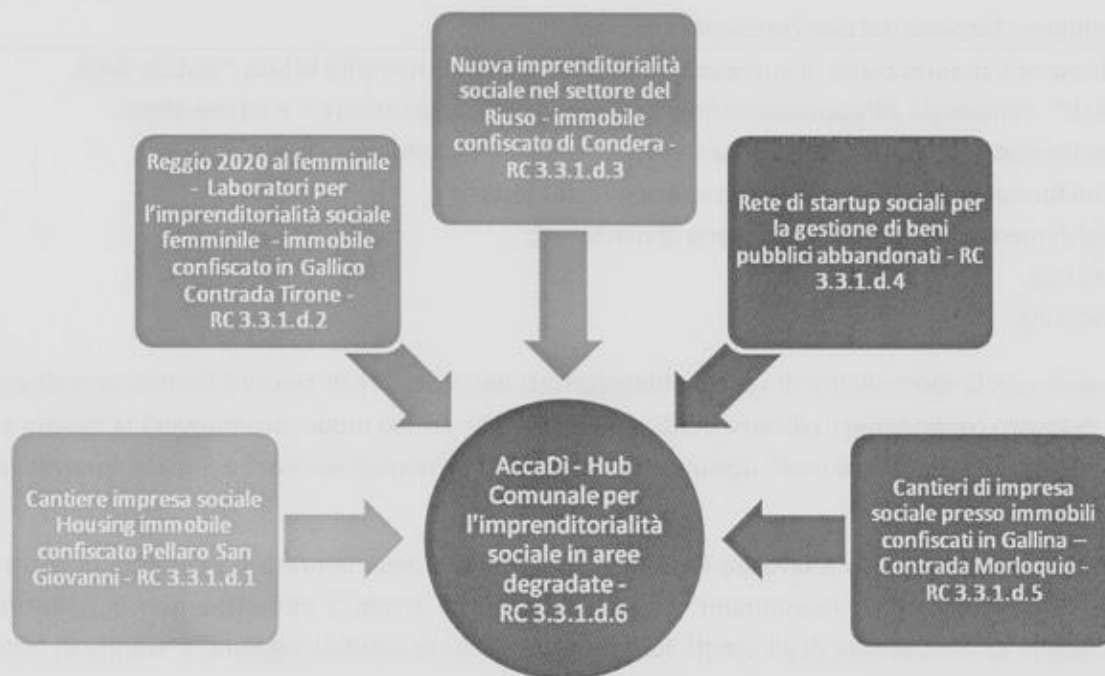 Nuova imprenditorialità
sociale nel settore del
Riuso - immobile
confiscato di Condera -
RC 3.3.1.d.3
Reggio 2020 al femminile
- Laboratori per
l'imprenditorialità sociale
femminile - immobile
confiscato in Gallico
Contrada Tirone -
RC 3.3.1.d.2
Rete di startup sociali per
la gestione di beni
pubblici abbandonati - RC
3.3.1.d.4
Cantiere impresa sociale
Housing immobile
confiscato Pellaro San
Giovanni - RC 3.3.1.d.1
AccaDì - Hub
Comunale per
l'imprenditorialità
sociale in aree
degradate -
RC 3.3.1.d.6
Cantieri di impresa
sociale presso immobili
confiscati in Gallina –
Contrada Morloquio -
RC 3.3.1.d.5